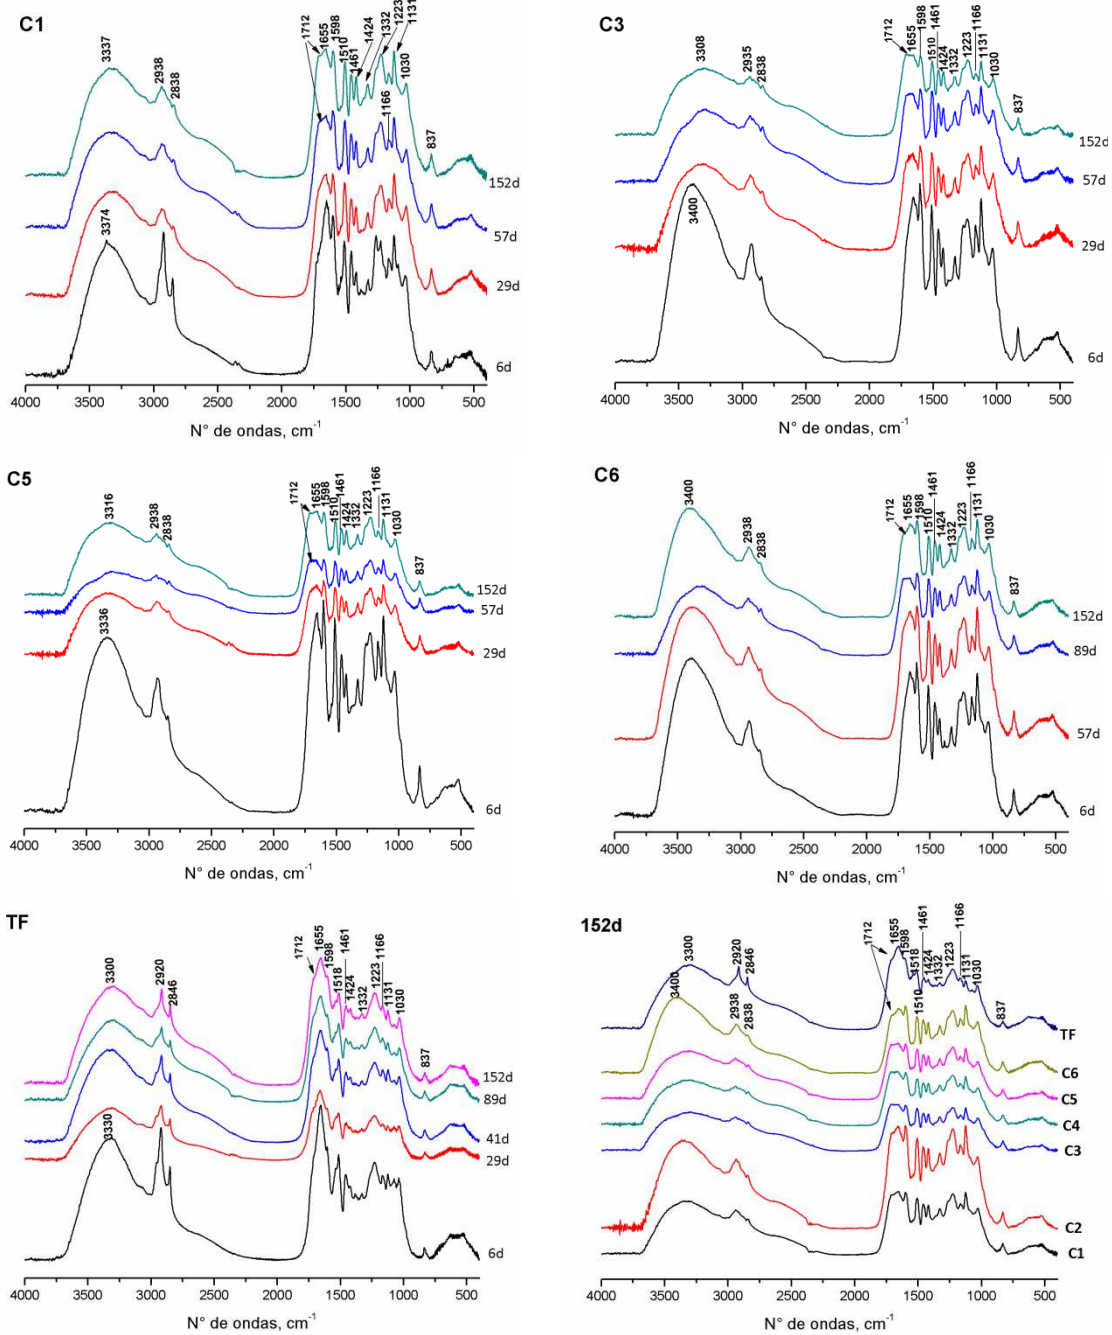 C1
3337
2938
2838
1712
1655
1598
1510
1461
1424
1332
1223
1131
1166
1030
837
3374
152d
57d
29d
6d
4000 3500 3000 2500 2000 1500 1000 500
N° de ondas, cm-1
C3
3308
2935
2838
1712
1655
1598
1510
1461
1424
1332
1223
1166
1131
1030
837
3400
152d
57d
29d
6d
4000 3500 3000 2500 2000 1500 1000 500
N° de ondas, cm-1
C5
3316
2938
2838
1712
1655
1598
1510
1461
1424
1332
1223
1166
1131
1030
837
3336
152d
57d
29d
6d
4000 3500 3000 2500 2000 1500 1000 500
N° de ondas, cm-1
C6
3400
2938
2838
1712
1655
1598
1510
1461
1424
1332
1223
1166
1131
1030
837
152d
89d
57d
6d
4000 3500 3000 2500 2000 1500 1000 500
N° de ondas, cm-1
TF
3300
2920
2846
1712
1655
1598
1518
1461
1424
1332
1223
1166
1131
1030
837
3330
152d
89d
41d
29d
6d
4000 3500 3000 2500 2000 1500 1000 500
N° de ondas, cm-1
152d
3300
2920
2846
1712
1655
1598
1518
1461
1424
1332
1223
1166
1131
1030
837
3400
2938
2838
1510
TF
C6
C5
C4
C3
C2
C1
4000 3500 3000 2500 2000 1500 1000 500
N° de ondas, cm-1